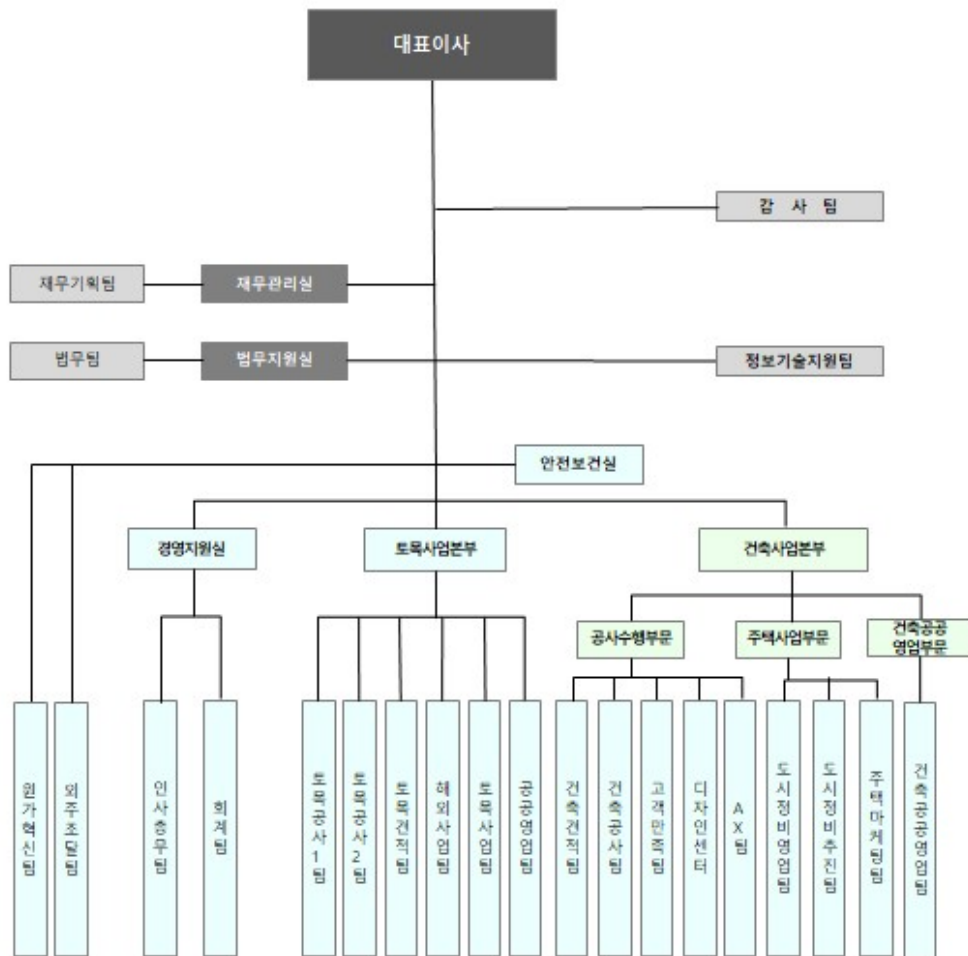 대표이사
감 사 팀
재무기획팀
재무관리실
법무팀
법무지원실
정보기술지원팀
안전보건실
경영지원실
토목사업본부
건축사업본부
공사수행부문
주택사업부문
건축공공
영업부문
원가혁신팀
외주조달팀
인사총무팀
회계팀
토목공사1팀
토목공사2팀
토목견적팀
해외사업팀
토목사업팀
공공영업팀
건축견적팀
건축공사팀
고객만족팀
디자인센터
AX팀
도시정비영업팀
도시정비추진팀
주택마케팅팀
건축공공영업팀